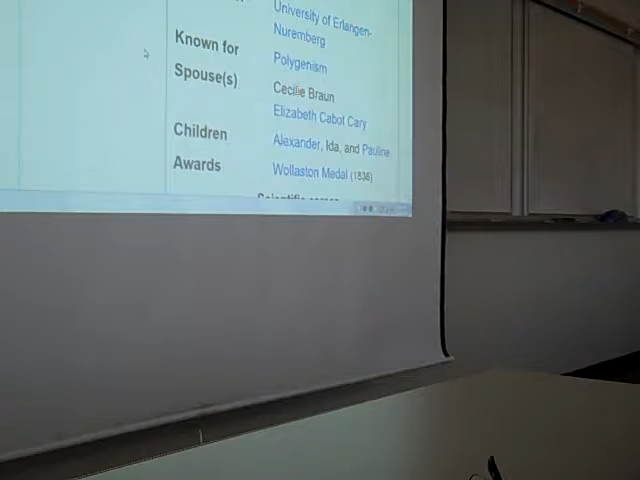 University of Erlangen-
Nuremberg
Known for
Polygenism
Spouse(s)
Cecilie Braun
Elizabeth Cabot Cary
Children
Alexander, Ida, and Pauline
Awards
Wollaston Medal (1836)